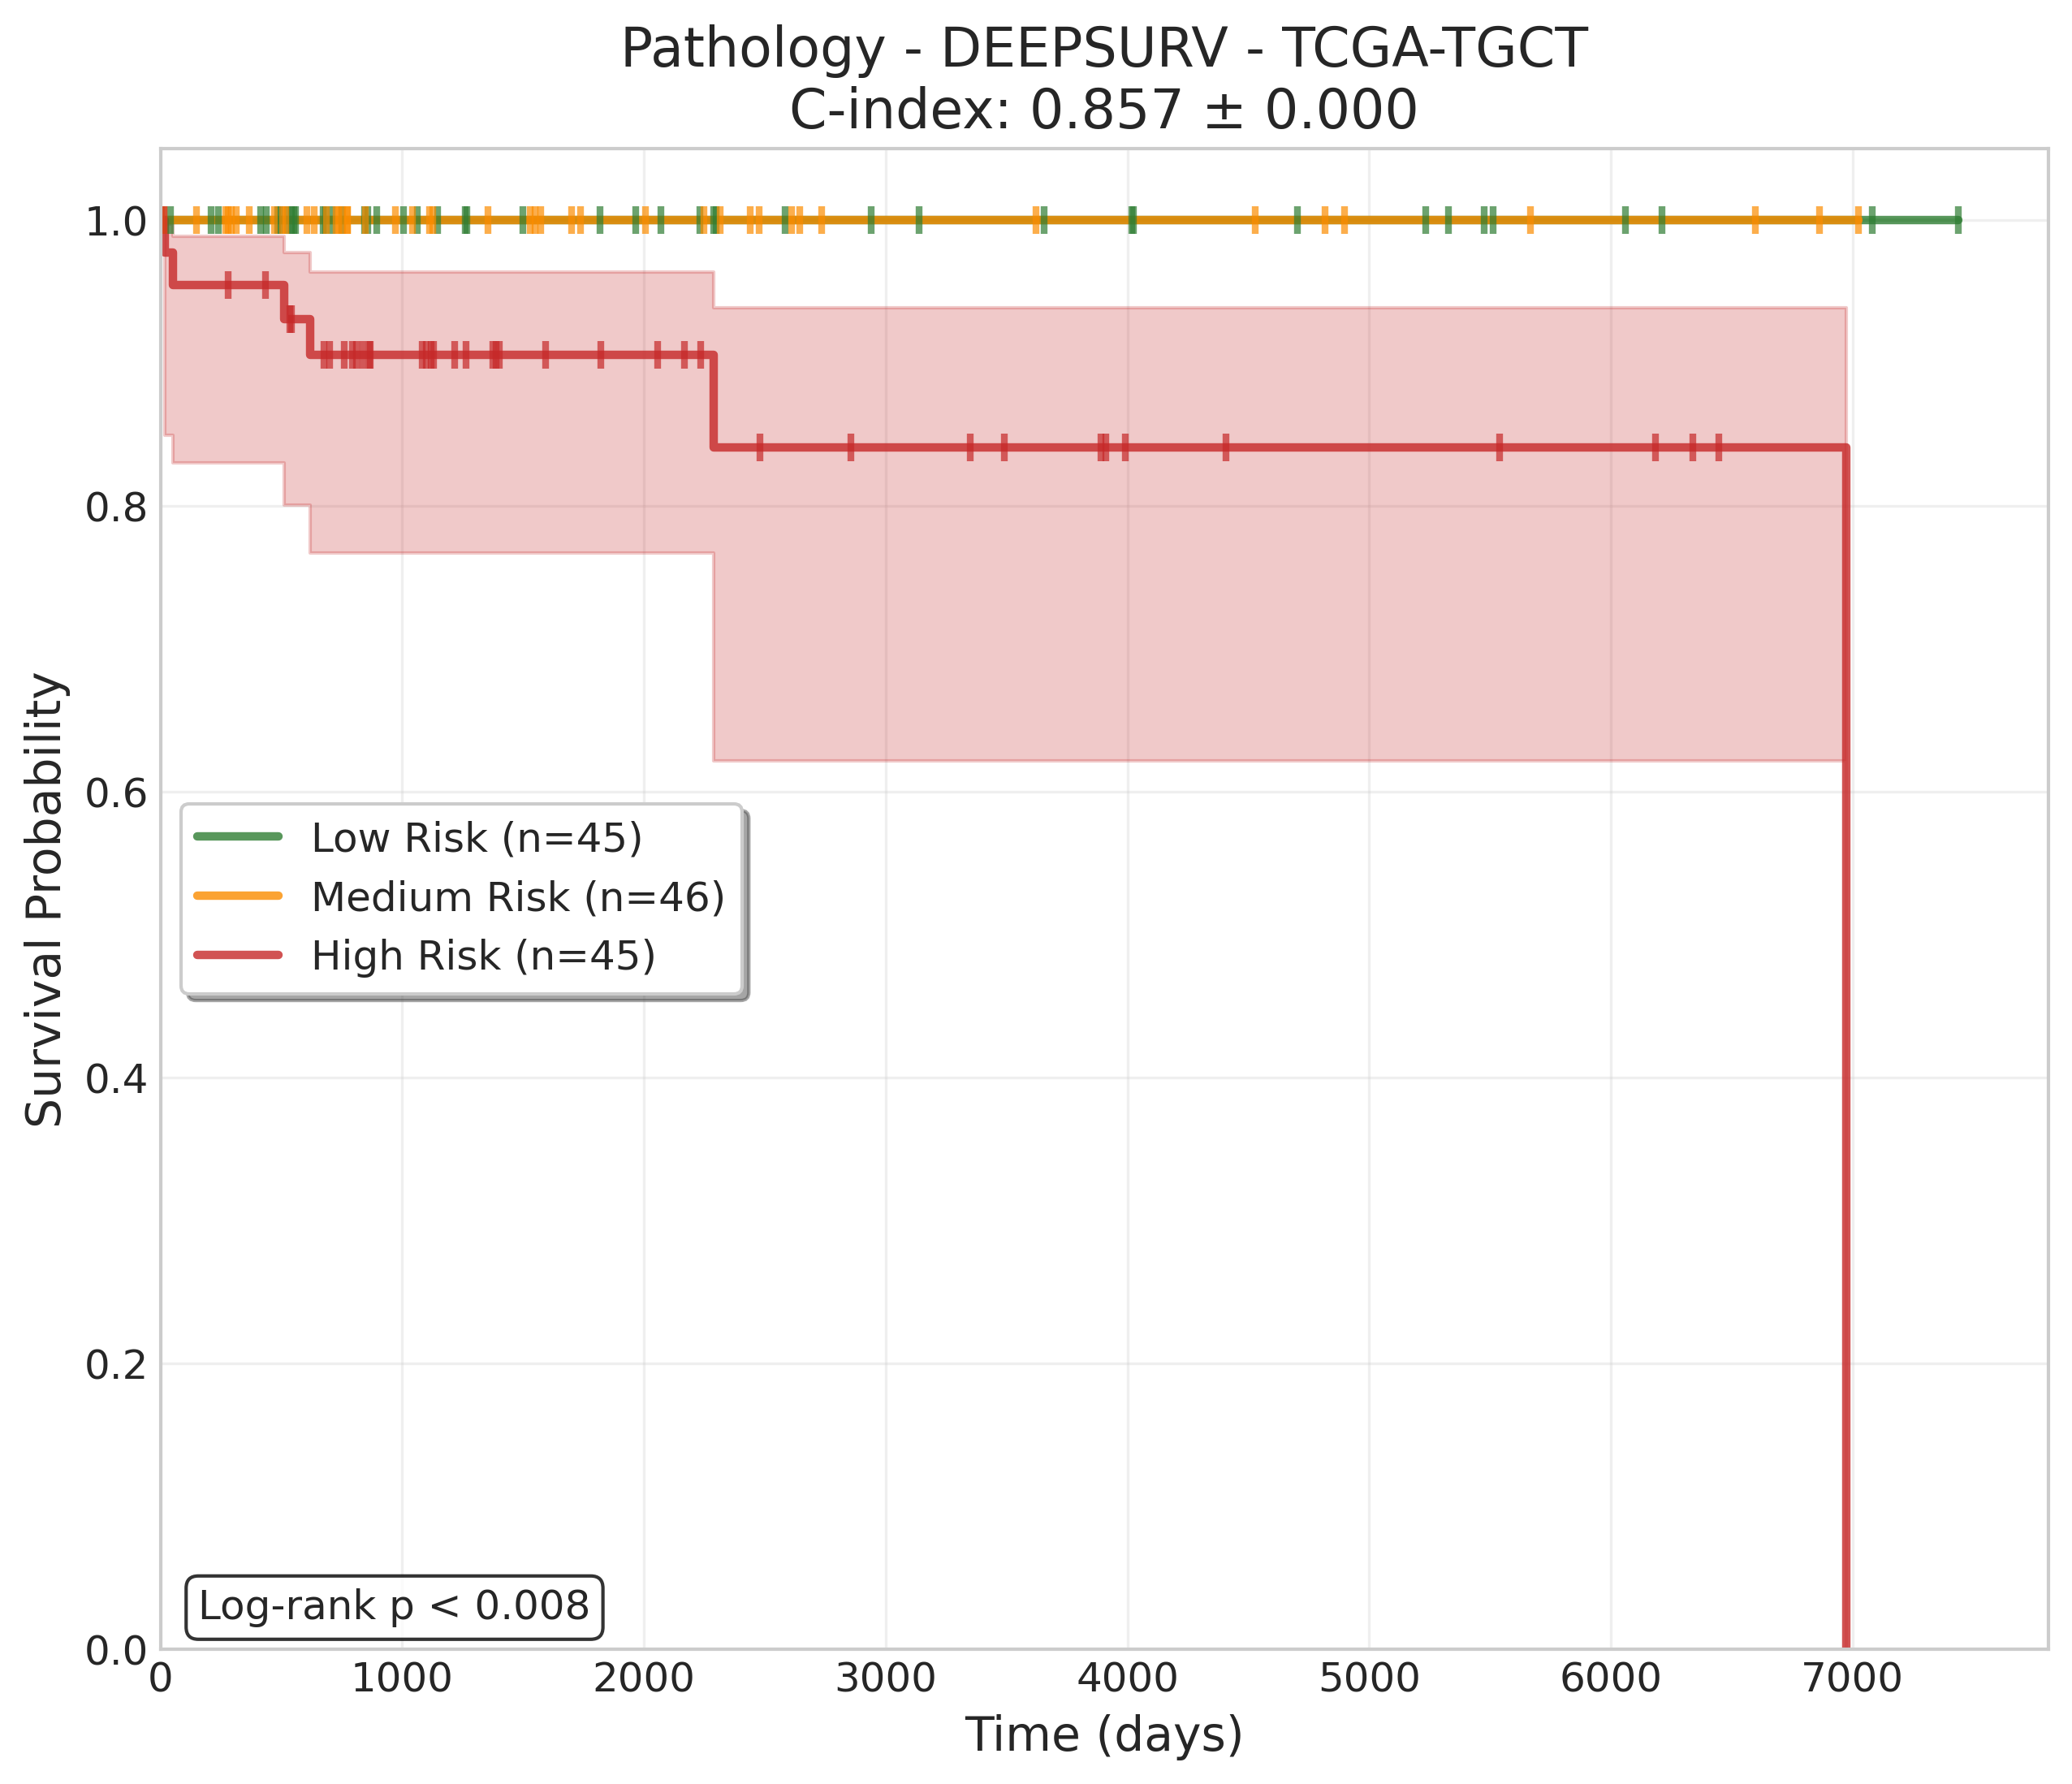 Pathology - DEEPSURV - TCGA-TGCT
C-index: 0.857 ± 0.000
Survival Probability
1.0
0.8
0.6
0.4
0.2
0.0
Low Risk (n=45)
Medium Risk (n=46)
High Risk (n=45)
Log-rank p < 0.008
0 1000 2000 3000 4000 5000 6000 7000
Time (days)